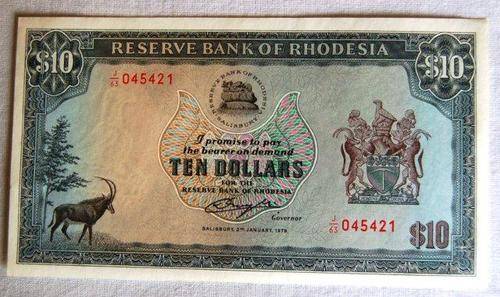 RESERVE BANK OF RHODESIA
$10
$10
J/63 045421
RESERVE BANK OF RHODESIA
SALISBURY
I promise to pay
the bearer on demand
TEN DOLLARS
FOR THE
RESERVE BANK OF RHODESIA
Governor
SALISBURY, 2ND JANUARY, 1979
J/63 045421
$10